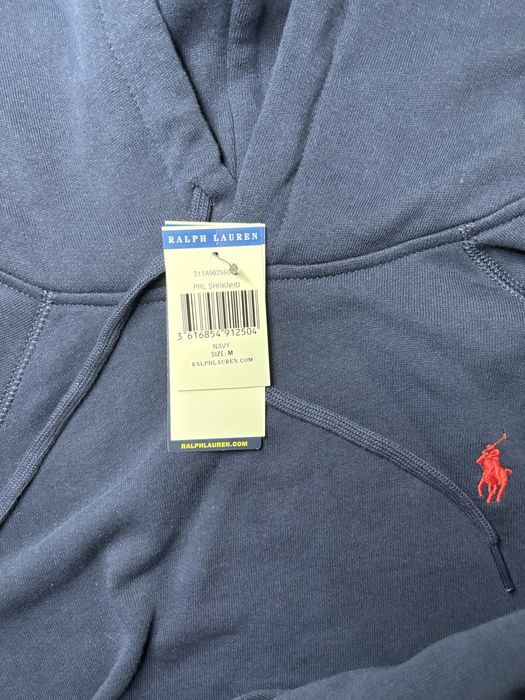 RALPH LAUREN
PRL SHRKNHD
3 616854 912504
NAVY
SIZE: M
RALPHLAUREN.COM
RALPHLAUREN.COM